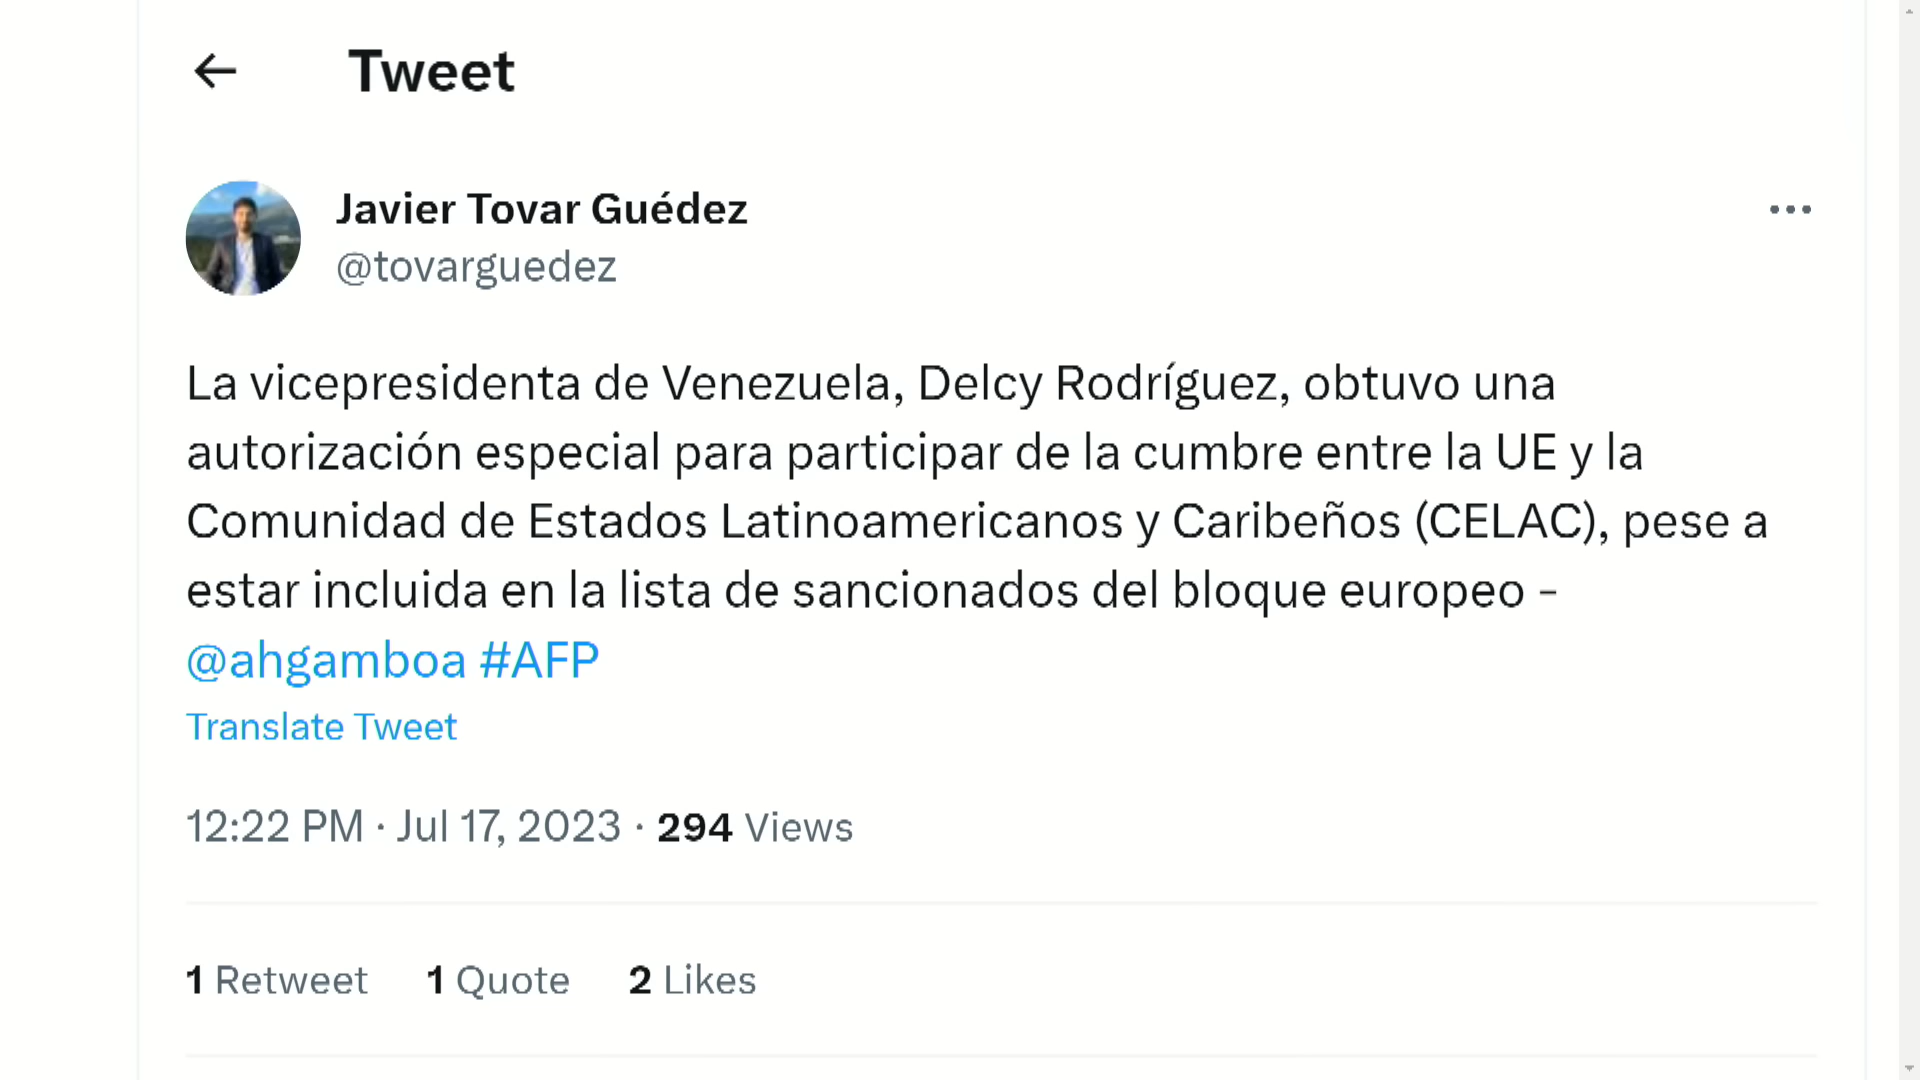 Tweet
Javier Tovar Guédez
@tovarguedez
La vicepresidenta de Venezuela, Delcy Rodríguez, obtuvo una
autorización especial para participar de la cumbre entre la UE y la
Comunidad de Estados Latinoamericanos y Caribeños (CELAC), pese a
estar incluida en la lista de sancionados del bloque europeo -
@ahgamboa #AFP
Translate Tweet
12:22 PM · Jul 17, 2023 · 294 Views
1 Retweet 1 Quote 2 Likes